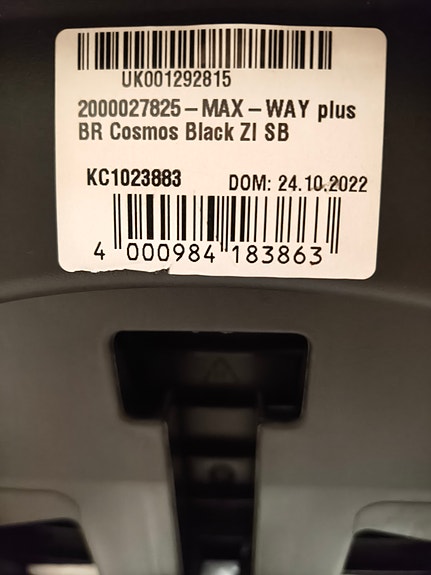 UK001292815
2000027825-MAX-WAY plus
BR Cosmos Black ZI SB
KC1023883 DOM: 24.10.2022
4 000984 183863